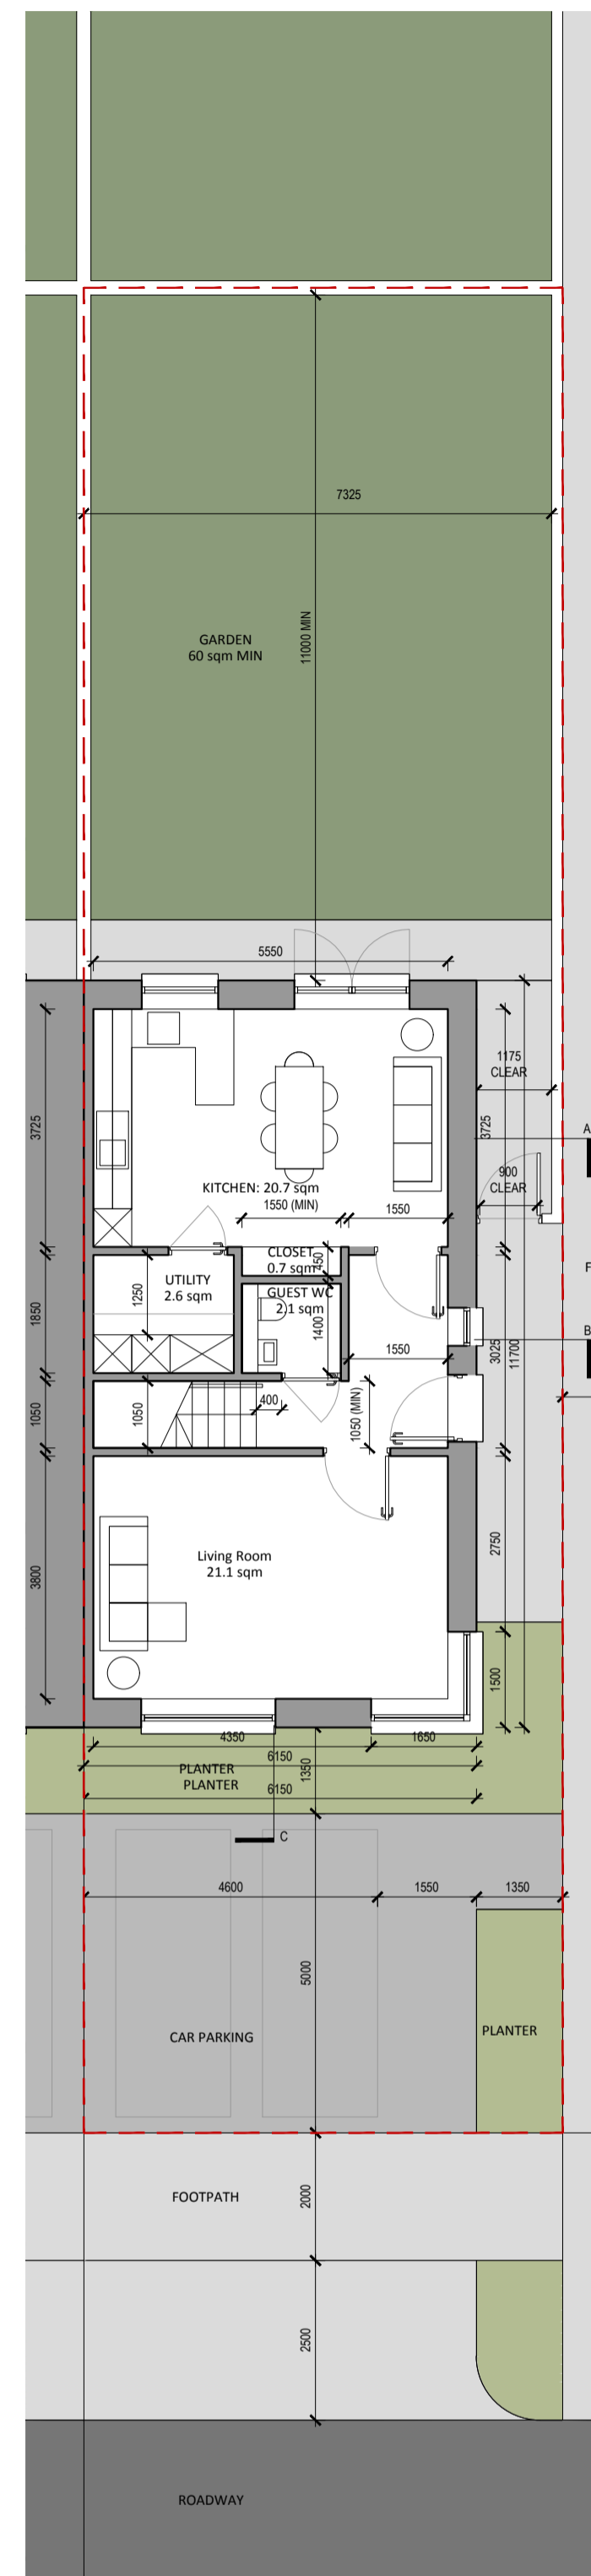 7325
11000 MIN
GARDEN
60 sqm MIN
5550
1175
CLEAR
3725
3725
A
900
CLEAR
KITCHEN: 20.7 sqm
1550 (MIN)
1550
CLOSET
0.7 sqm
450
UTILITY
2.6 sqm
1250
GUEST WC
2.1 sqm
1400
1850
F
B
1550
3025
11700
1050
1050
400
1050 (MIN)
2750
Living Room
21.1 sqm
3800
1500
4350
1650
6150
PLANTER
PLANTER
1350
6150
C
4600
1550
1350
5000
CAR PARKING
PLANTER
FOOTPATH
2000
2500
ROADWAY